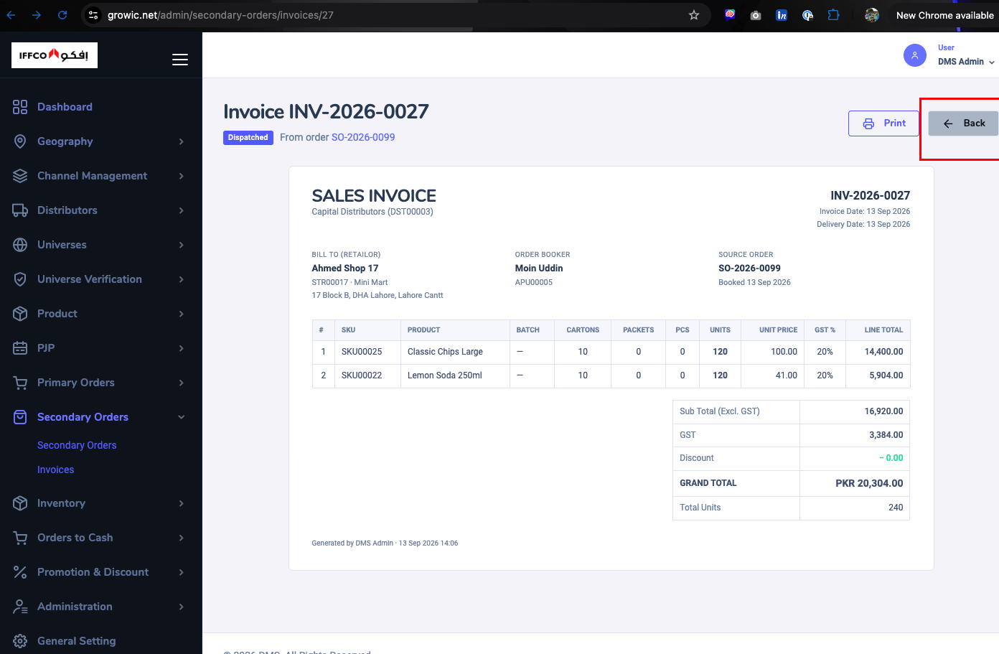 growic.net/admin/secondary-orders/invoices/27
New Chrome available
IFFCO إفكو
User
DMS Admin
Dashboard
Geography
Channel Management
Distributors
Universes
Universe Verification
Product
PJP
Primary Orders
Secondary Orders
Secondary Orders
Invoices
Inventory
Orders to Cash
Promotion & Discount
Administration
General Setting
Invoice INV-2026-0027
Dispatched From order SO-2026-0099
Print
Back
SALES INVOICE
Capital Distributors (DST00003)
INV-2026-0027
Invoice Date: 13 Sep 2026
Delivery Date: 13 Sep 2026
BILL TO (RETAILOR)
Ahmed Shop 17
STR00017 · Mini Mart
17 Block B, DHA Lahore, Lahore Cantt
ORDER BOOKER
Moin Uddin
APU00005
SOURCE ORDER
SO-2026-0099
Booked 13 Sep 2026
# SKU PRODUCT BATCH CARTONS PACKETS PCS UNITS UNIT PRICE GST % LINE TOTAL
1 SKU00025 Classic Chips Large — 10 0 0 120 100.00 20% 14,400.00
2 SKU00022 Lemon Soda 250ml — 10 0 0 120 41.00 20% 5,904.00
Sub Total (Excl. GST) 16,920.00
GST 3,384.00
Discount − 0.00
GRAND TOTAL PKR 20,304.00
Total Units 240
Generated by DMS Admin · 13 Sep 2026 14:06
© 2026 DMS. All Rights Reserved.